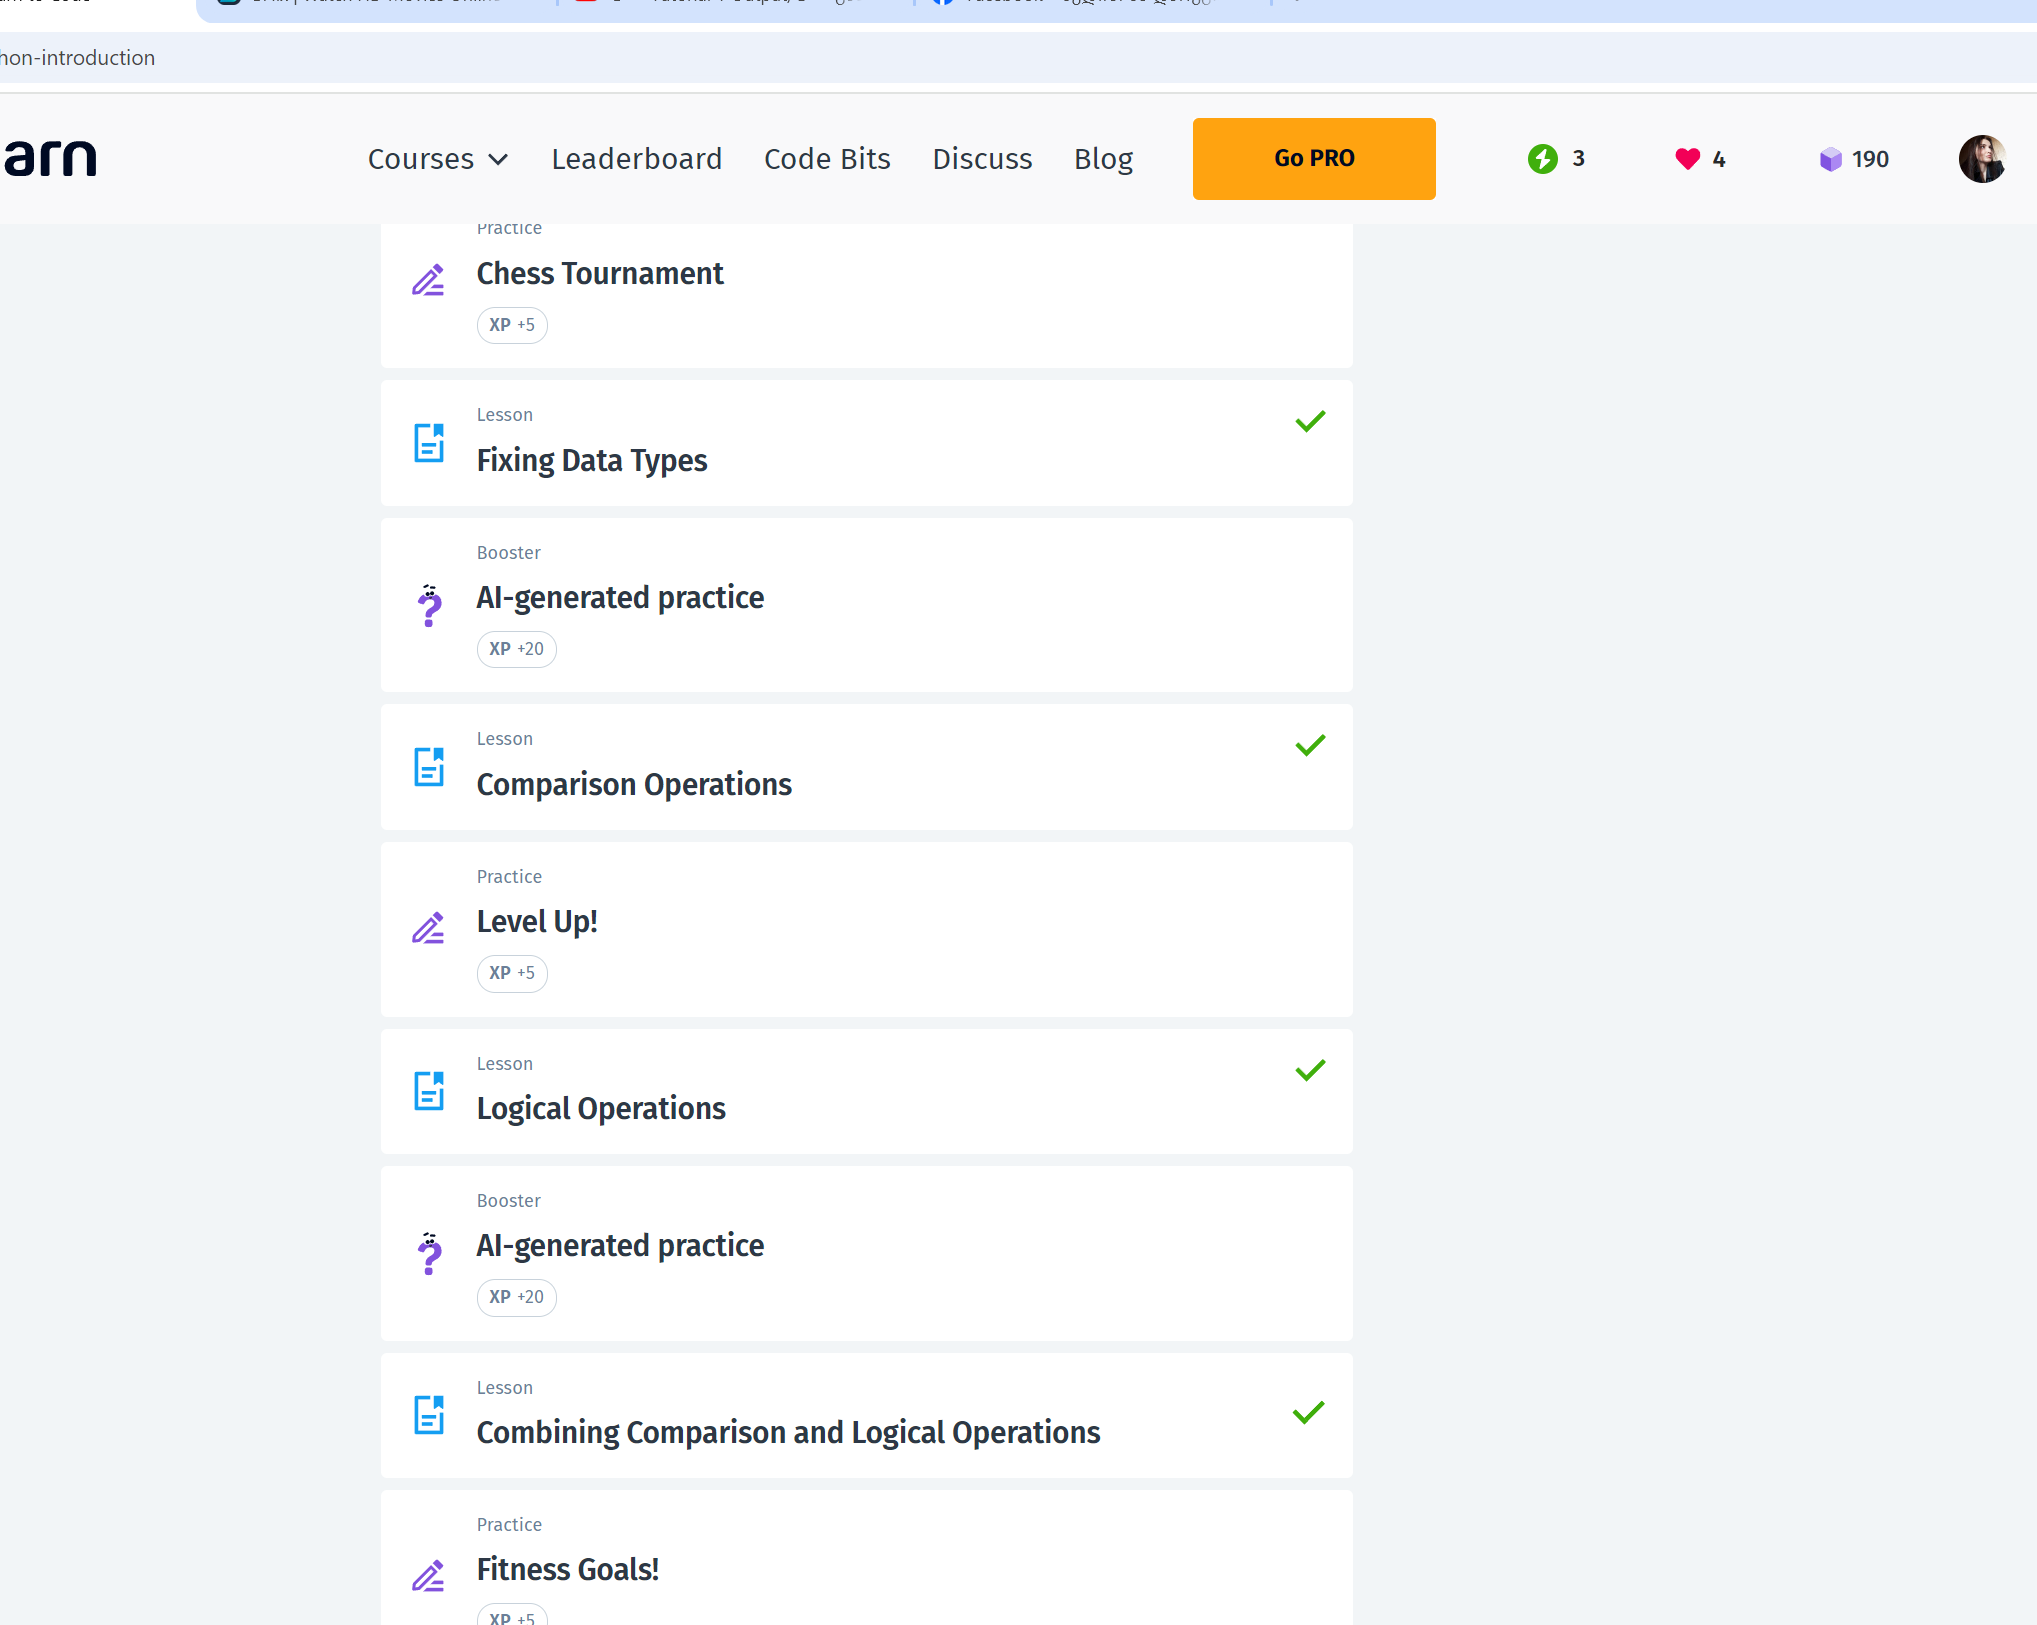 hon-introduction
arn
Courses Leaderboard Code Bits Discuss Blog Go PRO 3 4 190
Practice
Chess Tournament
XP +5
Lesson
Fixing Data Types
Booster
AI-generated practice
XP +20
Lesson
Comparison Operations
Practice
Level Up!
XP +5
Lesson
Logical Operations
Booster
AI-generated practice
XP +20
Lesson
Combining Comparison and Logical Operations
Practice
Fitness Goals!
XP +5